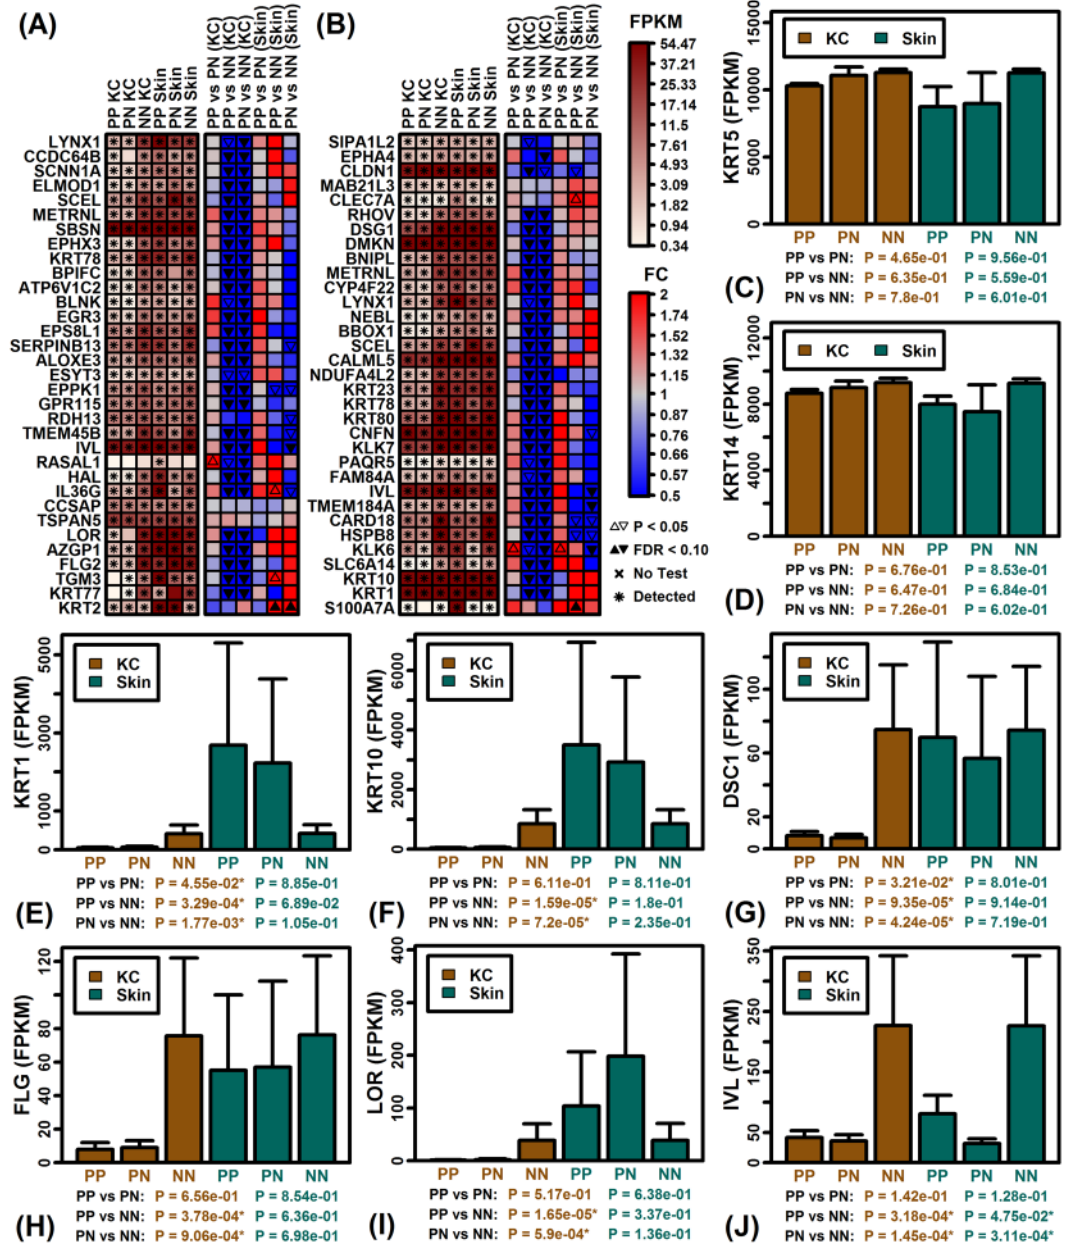 (A)
PP KC
PN KC
NN KC
PP Skin
PN Skin
NN Skin
PP vs PN (KC)
PP vs NN (KC)
PN vs NN (KC)
PP vs PN (Skin)
PP vs NN (Skin)
PN vs NN (Skin)
LYNX1
CCDC64B
SCNN1A
ELMOD1
SCEL
METRNL
SBSN
EPHX3
KRT78
BPIFC
ATP6V1C2
BLNK
EGR3
EPS8L1
SERPINB13
ALOXE3
ESYT3
EPPK1
GPR115
RDH13
TMEM45B
IVL
RASAL1
HAL
IL36G
CCSAP
TSPAN5
LOR
AZGP1
FLG2
TGM3
KRT77
KRT2
(B)
PP KC
PN KC
NN KC
PP Skin
PN Skin
NN Skin
PP vs PN (KC)
PP vs NN (KC)
PN vs NN (KC)
PP vs PN (Skin)
PP vs NN (Skin)
PN vs NN (Skin)
SIPA1L2
EPHA4
CLDN1
MAB21L3
CLEC7A
RHOV
DSG1
DMKN
BNIPL
METRNL
CYP4F22
LYNX1
NEBL
BBOX1
SCEL
CALML5
NDUFA4L2
KRT23
KRT78
KRT80
CNFN
KLK7
PAQR5
FAM84A
IVL
TMEM184A
CARD18
HSPB8
KLK6
SLC6A14
KRT10
KRT1
S100A7A
FPKM
54.47
37.21
25.33
17.14
11.5
7.61
4.93
3.09
1.82
0.94
0.34
FC
2
1.74
1.52
1.32
1.15
1
0.87
0.76
0.66
0.57
0.5
△▽ P < 0.05
▲▼ FDR < 0.10
× No Test
✳ Detected
KRT5 (FPKM)
15000
10000
5000
0
KC Skin
PP PN NN PP PN NN
PP vs PN: P = 4.65e-01 P = 9.56e-01
PP vs NN: P = 6.35e-01 P = 5.59e-01
(C) PN vs NN: P = 7.8e-01 P = 6.01e-01
KRT14 (FPKM)
12000
8000
4000
0
KC Skin
PP PN NN PP PN NN
PP vs PN: P = 6.76e-01 P = 8.53e-01
PP vs NN: P = 6.47e-01 P = 6.84e-01
(D) PN vs NN: P = 7.26e-01 P = 6.02e-01
KRT1 (FPKM)
5000
3000
1000
0
KC
Skin
PP PN NN PP PN NN
PP vs PN: P = 4.55e-02* P = 8.85e-01
PP vs NN: P = 3.29e-04* P = 6.89e-02
(E) PN vs NN: P = 1.77e-03* P = 1.05e-01
KRT10 (FPKM)
6000
4000
2000
0
KC
Skin
PP PN NN PP PN NN
PP vs PN: P = 6.11e-01 P = 8.11e-01
PP vs NN: P = 1.59e-05* P = 1.8e-01
(F) PN vs NN: P = 7.2e-05* P = 2.35e-01
DSC1 (FPKM)
100
60
20
0
KC
Skin
PP PN NN PP PN NN
PP vs PN: P = 3.21e-02* P = 8.01e-01
PP vs NN: P = 9.35e-05* P = 9.14e-01
(G) PN vs NN: P = 4.24e-05* P = 7.19e-01
FLG (FPKM)
120
80
60
40
20
0
KC
Skin
PP PN NN PP PN NN
PP vs PN: P = 6.56e-01 P = 8.54e-01
PP vs NN: P = 3.78e-04* P = 6.36e-01
(H) PN vs NN: P = 9.06e-04* P = 6.98e-01
LOR (FPKM)
400
300
200
100
0
KC
Skin
PP PN NN PP PN NN
PP vs PN: P = 5.17e-01 P = 6.38e-01
PP vs NN: P = 1.65e-05* P = 3.37e-01
(I) PN vs NN: P = 5.9e-04* P = 1.36e-01
IVL (FPKM)
350
250
150
50
0
KC
Skin
PP PN NN PP PN NN
PP vs PN: P = 1.42e-01 P = 1.28e-01
PP vs NN: P = 3.18e-04* P = 4.75e-02*
(J) PN vs NN: P = 1.45e-04* P = 3.11e-04*